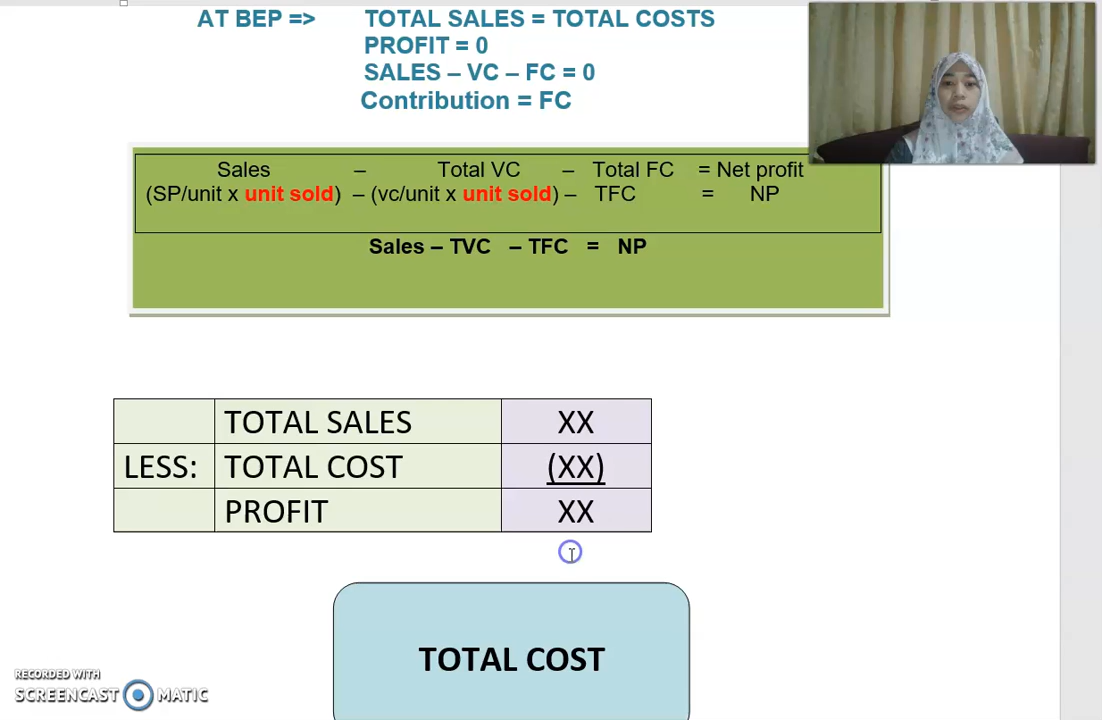 AT BEP => TOTAL SALES = TOTAL COSTS
PROFIT = 0
SALES – VC – FC = 0
Contribution = FC
Sales – Total VC – Total FC = Net profit
(SP/unit x unit sold) – (vc/unit x unit sold) – TFC = NP
Sales – TVC – TFC = NP
TOTAL SALES XX
LESS: TOTAL COST (XX)
PROFIT XX
TOTAL COST
RECORDED WITH
SCREENCAST MATIC